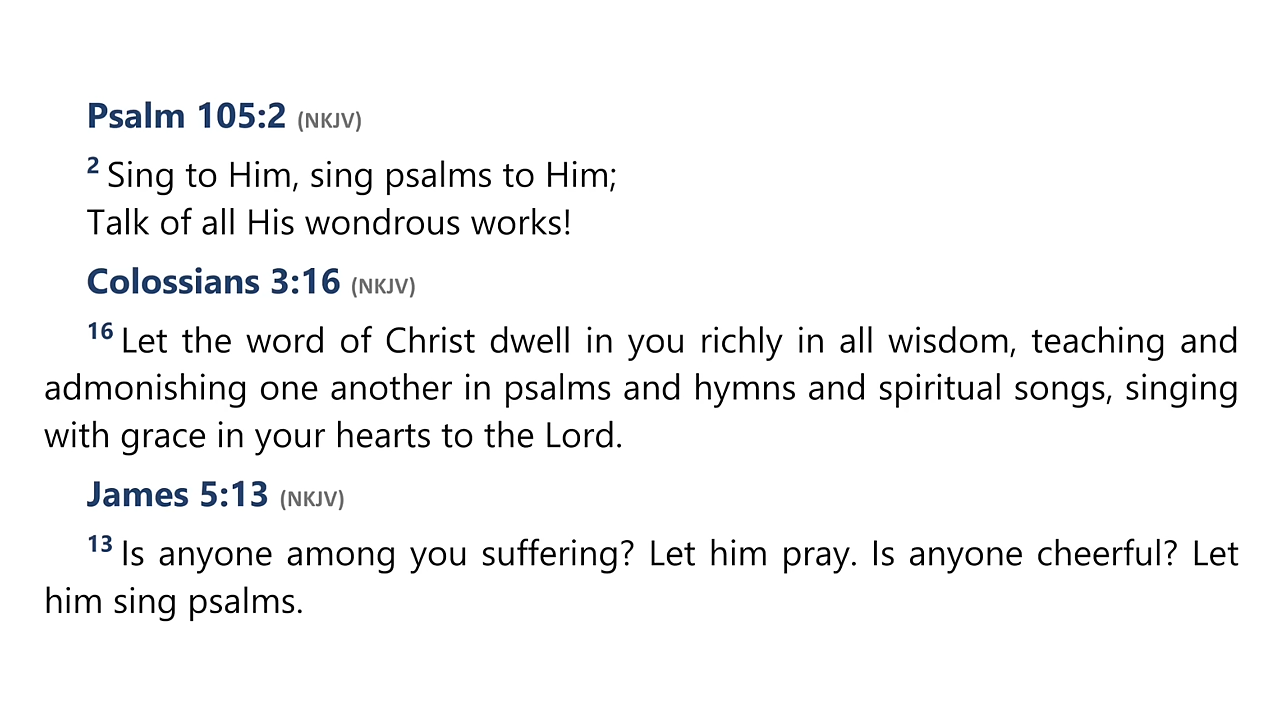 Psalm 105:2 (NKJV)
2 Sing to Him, sing psalms to Him;
Talk of all His wondrous works!
Colossians 3:16 (NKJV)
16 Let the word of Christ dwell in you richly in all wisdom, teaching and
admonishing one another in psalms and hymns and spiritual songs, singing
with grace in your hearts to the Lord.
James 5:13 (NKJV)
13 Is anyone among you suffering? Let him pray. Is anyone cheerful? Let
him sing psalms.